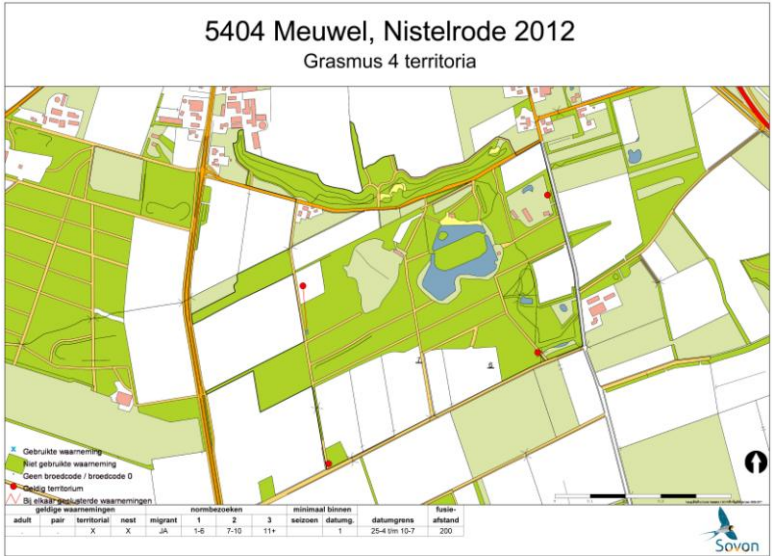 5404 Meuwel, Nistelrode 2012
Grasmus 4 territoria
Gebruikte waarneming
Niet gebruikte waarneming
Geen broedcode / broedcode 0
Geldig territorium
Bij elkaar geclusterde waarnemingen
geldige waarnemingen normbezoeken minimaal binnen fusie-
adult pair territorial nest migrant 1 2 3 seizoen datumg. datumgrens afstand
. . X X JA 1-6 7-10 11+ . 1 25-4 t/m 10-7 200
Sovon